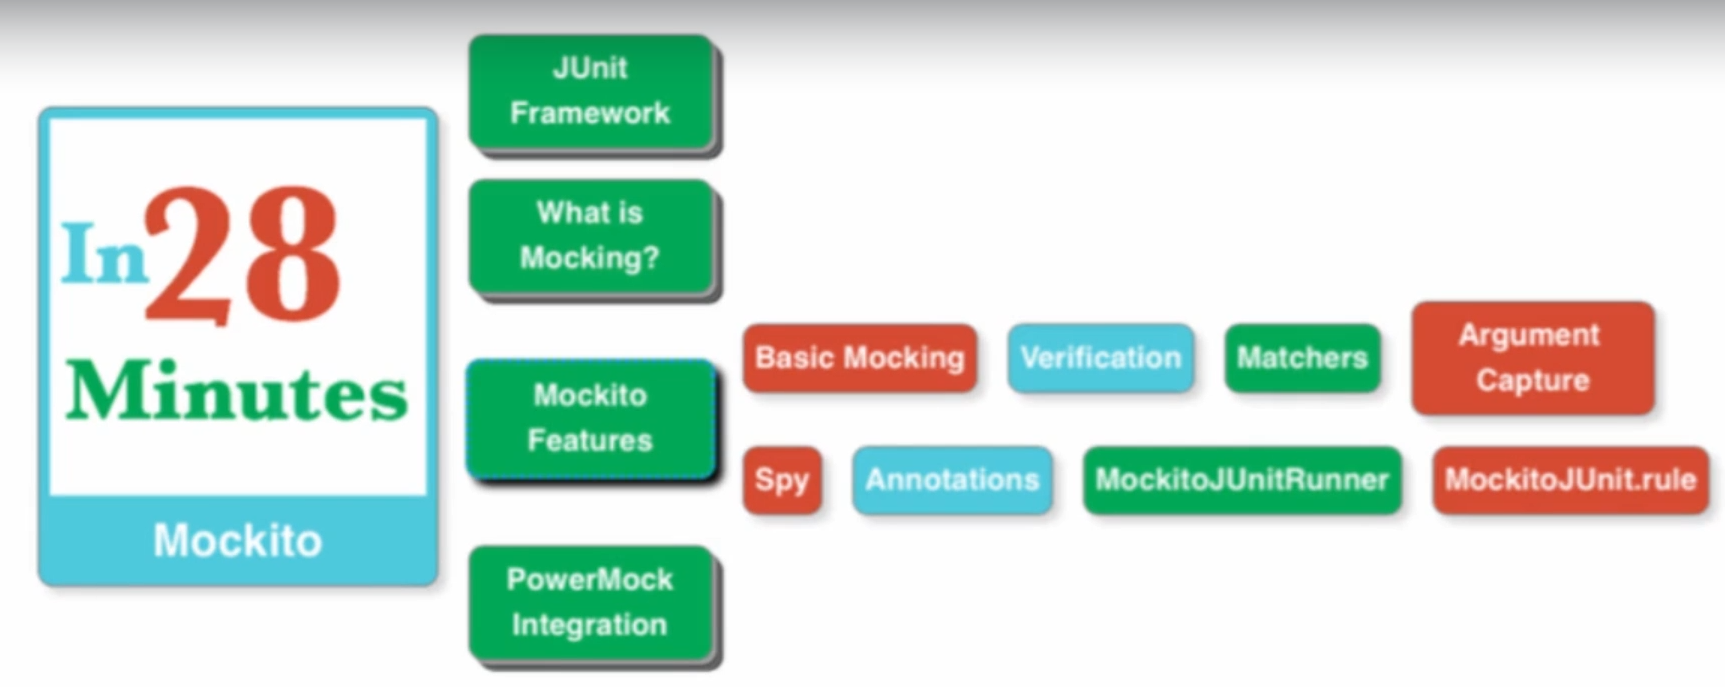 In28
Minutes
Mockito
JUnit
Framework
What is
Mocking?
Mockito
Features
Basic Mocking
Verification
Matchers
Argument
Capture
Spy
Annotations
MockitoJUnitRunner
MockitoJUnit.rule
PowerMock
Integration